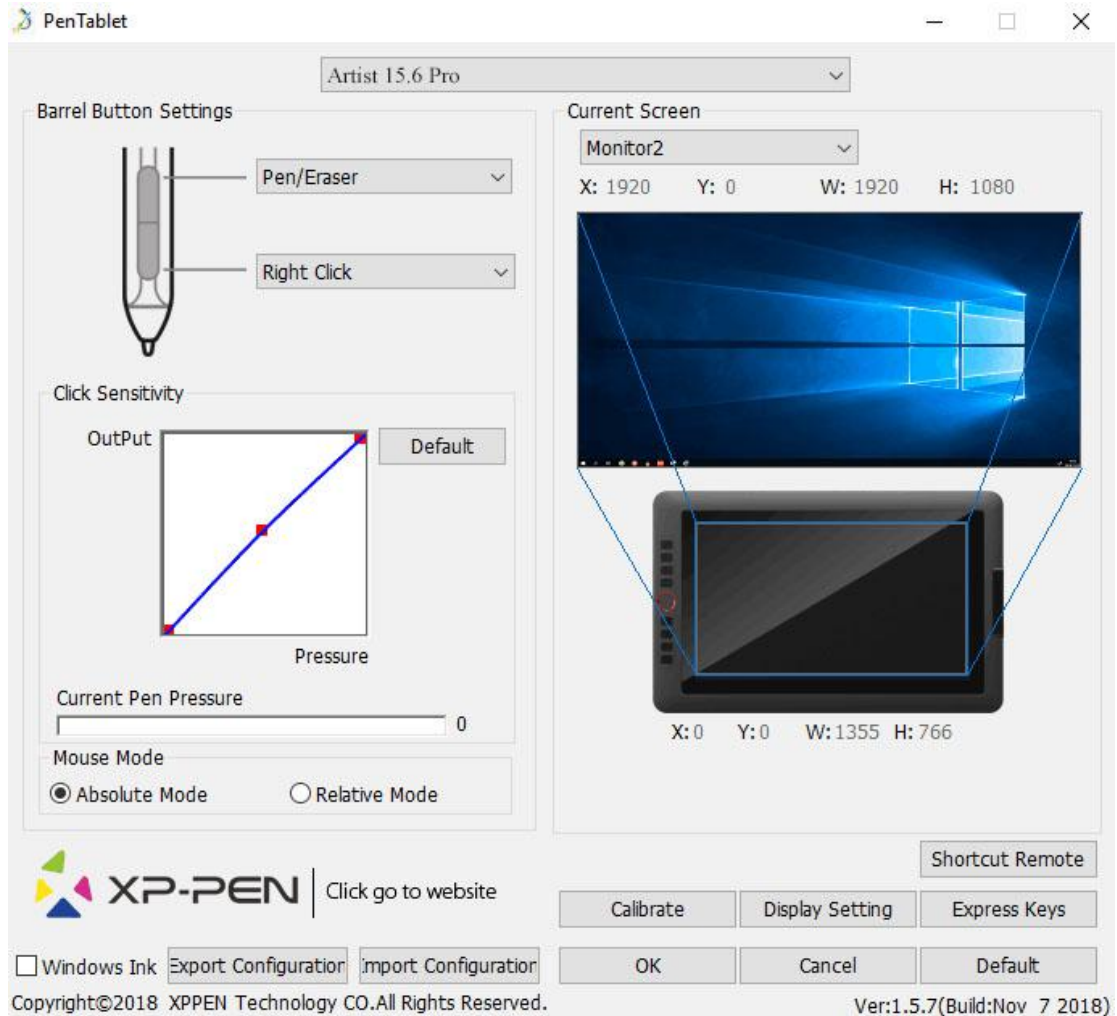 PenTablet
Artist 15.6 Pro
Barrel Button Settings
Pen/Eraser
Right Click
Click Sensitivity
OutPut
Default
Pressure
Current Pen Pressure
0
Mouse Mode
Absolute Mode
Relative Mode
Current Screen
Monitor2
X: 1920 Y: 0 W: 1920 H: 1080
X: 0 Y: 0 W: 1355 H: 766
XP-PEN Click go to website
Shortcut Remote
Calibrate Display Setting Express Keys
Windows Ink Export Configuration Import Configuration OK Cancel Default
Copyright©2018 XPPEN Technology CO.All Rights Reserved. Ver:1.5.7(Build:Nov 7 2018)